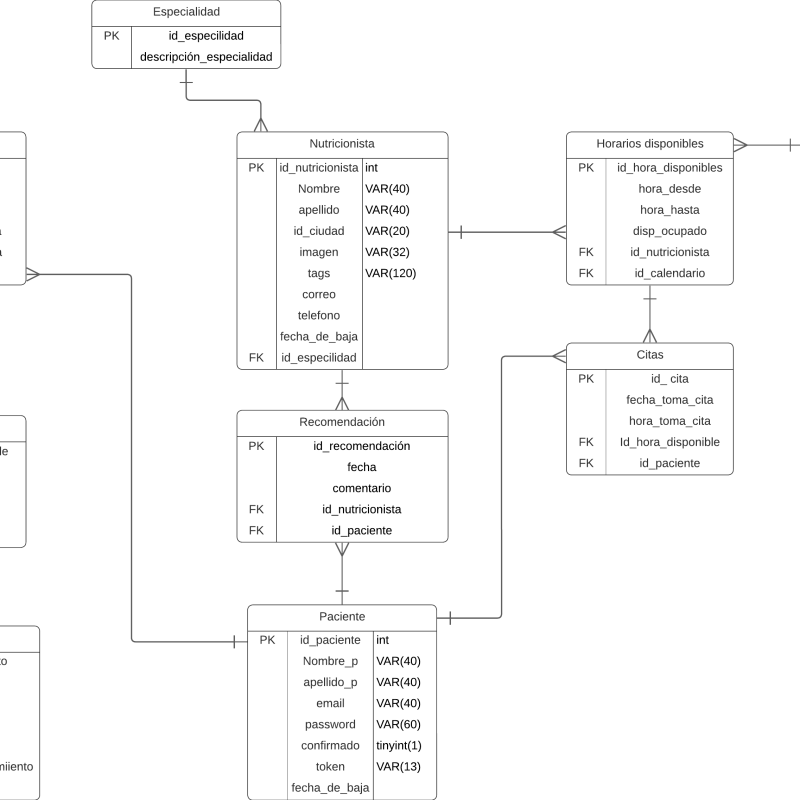 Especialidad
PK id_especilidad
descripción_especialidad
Nutricionista
PK id_nutricionista int
Nombre VAR(40)
apellido VAR(40)
id_ciudad VAR(20)
imagen VAR(32)
tags VAR(120)
correo
telefono
fecha_de_baja
FK id_especilidad
Horarios disponibles
PK id_hora_disponibles
hora_desde
hora_hasta
disp_ocupado
FK id_nutricionista
FK id_calendario
Citas
PK id_ cita
fecha_toma_cita
hora_toma_cita
FK Id_hora_disponible
FK id_paciente
Recomendación
PK id_recomendación
fecha
comentario
FK id_nutricionista
FK id_paciente
Paciente
PK id_paciente int
Nombre_p VAR(40)
apellido_p VAR(40)
email VAR(40)
password VAR(60)
confirmado tinyint(1)
token VAR(13)
fecha_de_baja